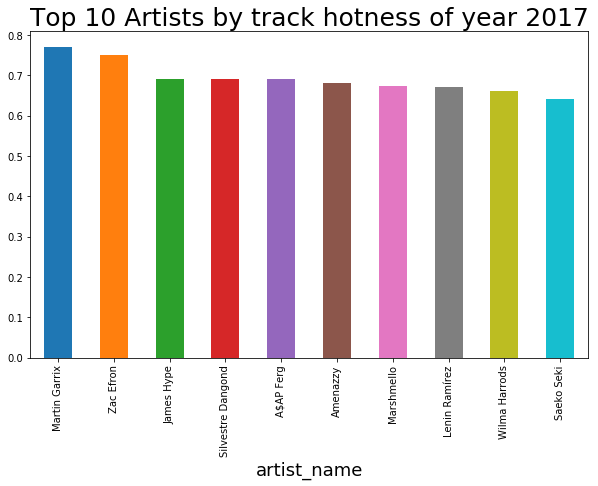 Top 10 Artists by track hotness of year 2017
0.8
0.7
0.6
0.5
0.4
0.3
0.2
0.1
0.0
Martin Garrix
Zac Efron
James Hype
Silvestre Dangond
A$AP Ferg
Amenazzy
Marshmello
Lenin Ramírez
Wilma Harrods
Saeko Seki
artist_name